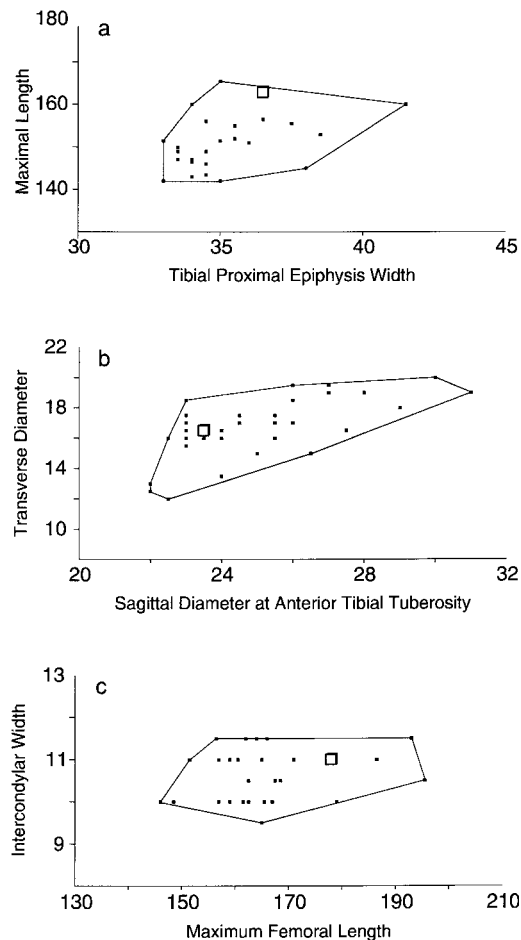 a
180
160
140
Maximal Length
30 35 40 45
Tibial Proximal Epiphysis Width
b
22
18
14
10
Transverse Diameter
20 24 28 32
Sagittal Diameter at Anterior Tibial Tuberosity
c
13
11
9
Intercondylar Width
130 150 170 190 210
Maximum Femoral Length